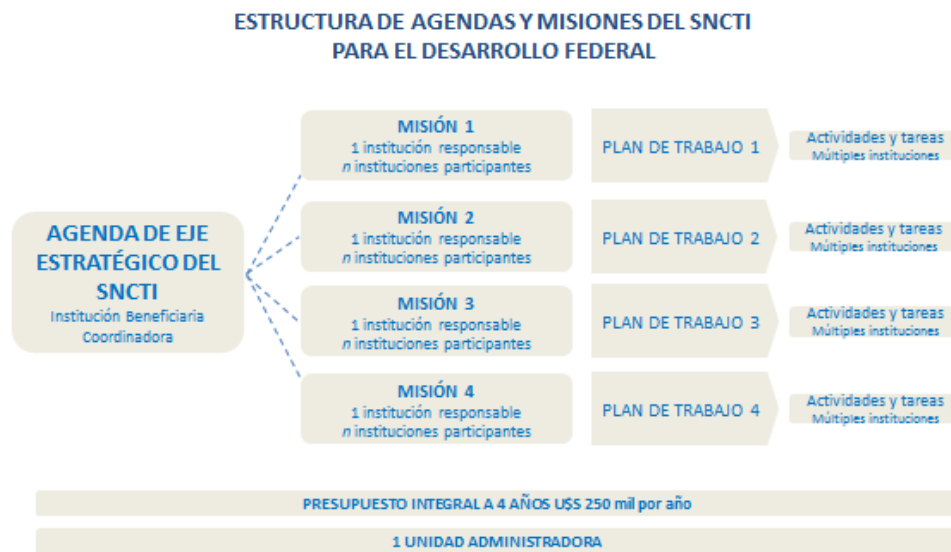 ESTRUCTURA DE AGENDAS Y MISIONES DEL SNCTI
PARA EL DESARROLLO FEDERAL
AGENDA DE EJE
ESTRATÉGICO DEL
SNCTI
Institución Beneficiaria
Coordinadora
MISIÓN 1
1 institución responsable
n instituciones participantes
PLAN DE TRABAJO 1
Actividades y tareas
Múltiples instituciones
MISIÓN 2
1 institución responsable
n instituciones participantes
PLAN DE TRABAJO 2
Actividades y tareas
Múltiples instituciones
MISIÓN 3
1 institución responsable
n instituciones participantes
PLAN DE TRABAJO 3
Actividades y tareas
Múltiples instituciones
MISIÓN 4
1 institución responsable
n instituciones participantes
PLAN DE TRABAJO 4
Actividades y tareas
Múltiples instituciones
PRESUPUESTO INTEGRAL A 4 AÑOS U$S 250 mil por año
1 UNIDAD ADMINISTRADORA